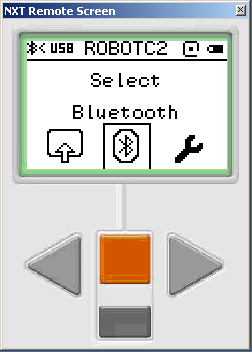 NXT Remote Screen
USB ROBOTC2
Select
Bluetooth